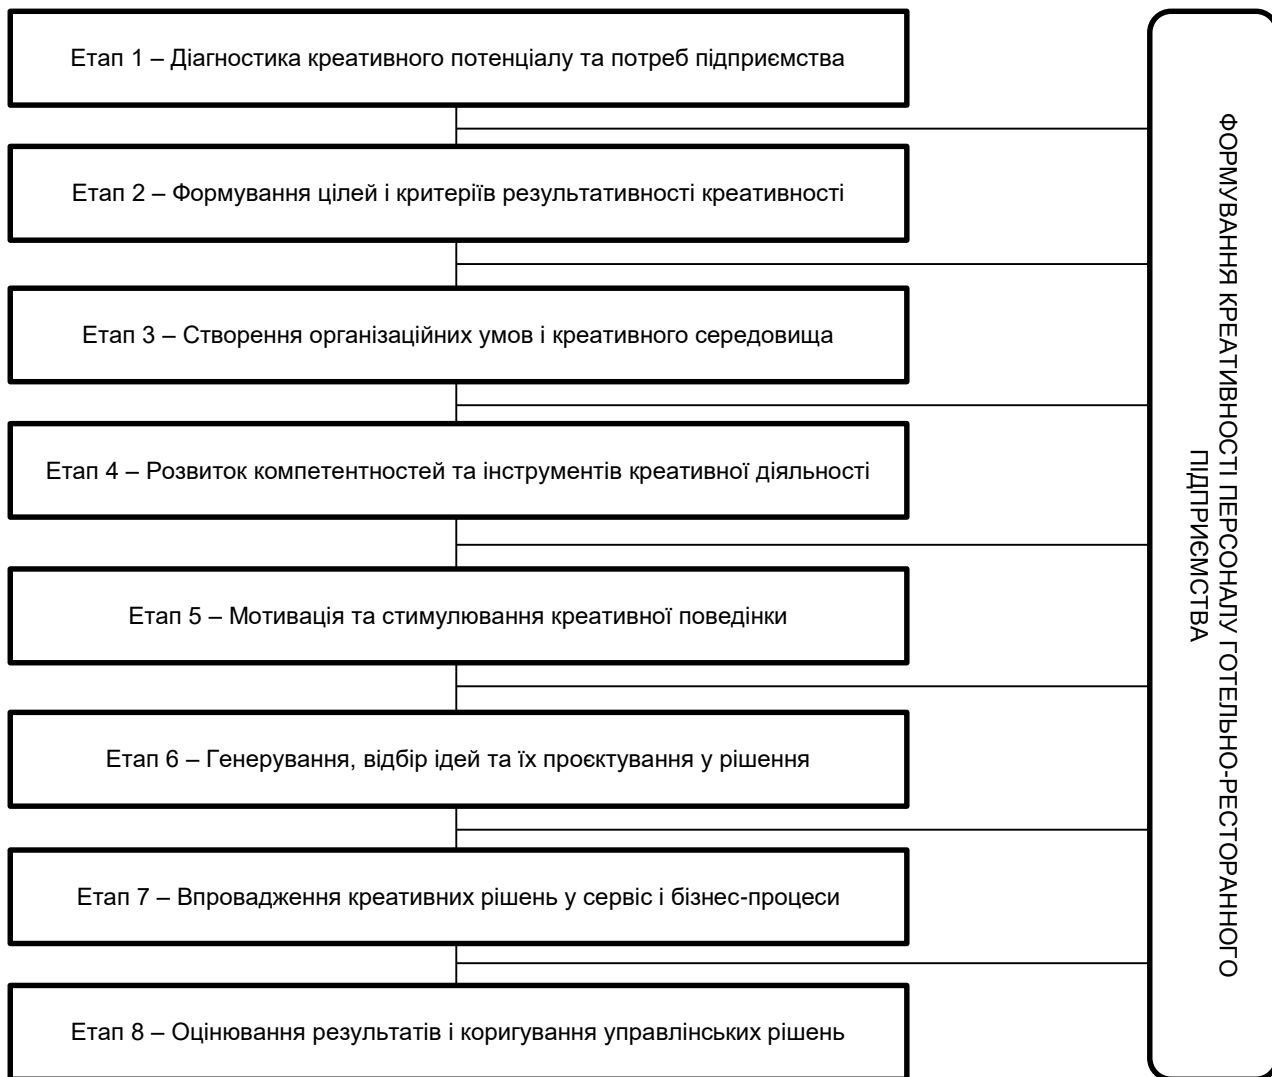 Етап 1 – Діагностика креативного потенціалу та потреб підприємства
Етап 2 – Формування цілей і критеріїв результативності креативності
Етап 3 – Створення організаційних умов і креативного середовища
Етап 4 – Розвиток компетентностей та інструментів креативної діяльності
Етап 5 – Мотивація та стимулювання креативної поведінки
Етап 6 – Генерування, відбір ідей та їх проєктування у рішення
Етап 7 – Впровадження креативних рішень у сервіс і бізнес-процеси
Етап 8 – Оцінювання результатів і коригування управлінських рішень
ФОРМУВАННЯ КРЕАТИВНОСТІ ПЕРСОНАЛУ ГОТЕЛЬНО-РЕСТОРАННОГО
ПІДПРИЄМСТВА